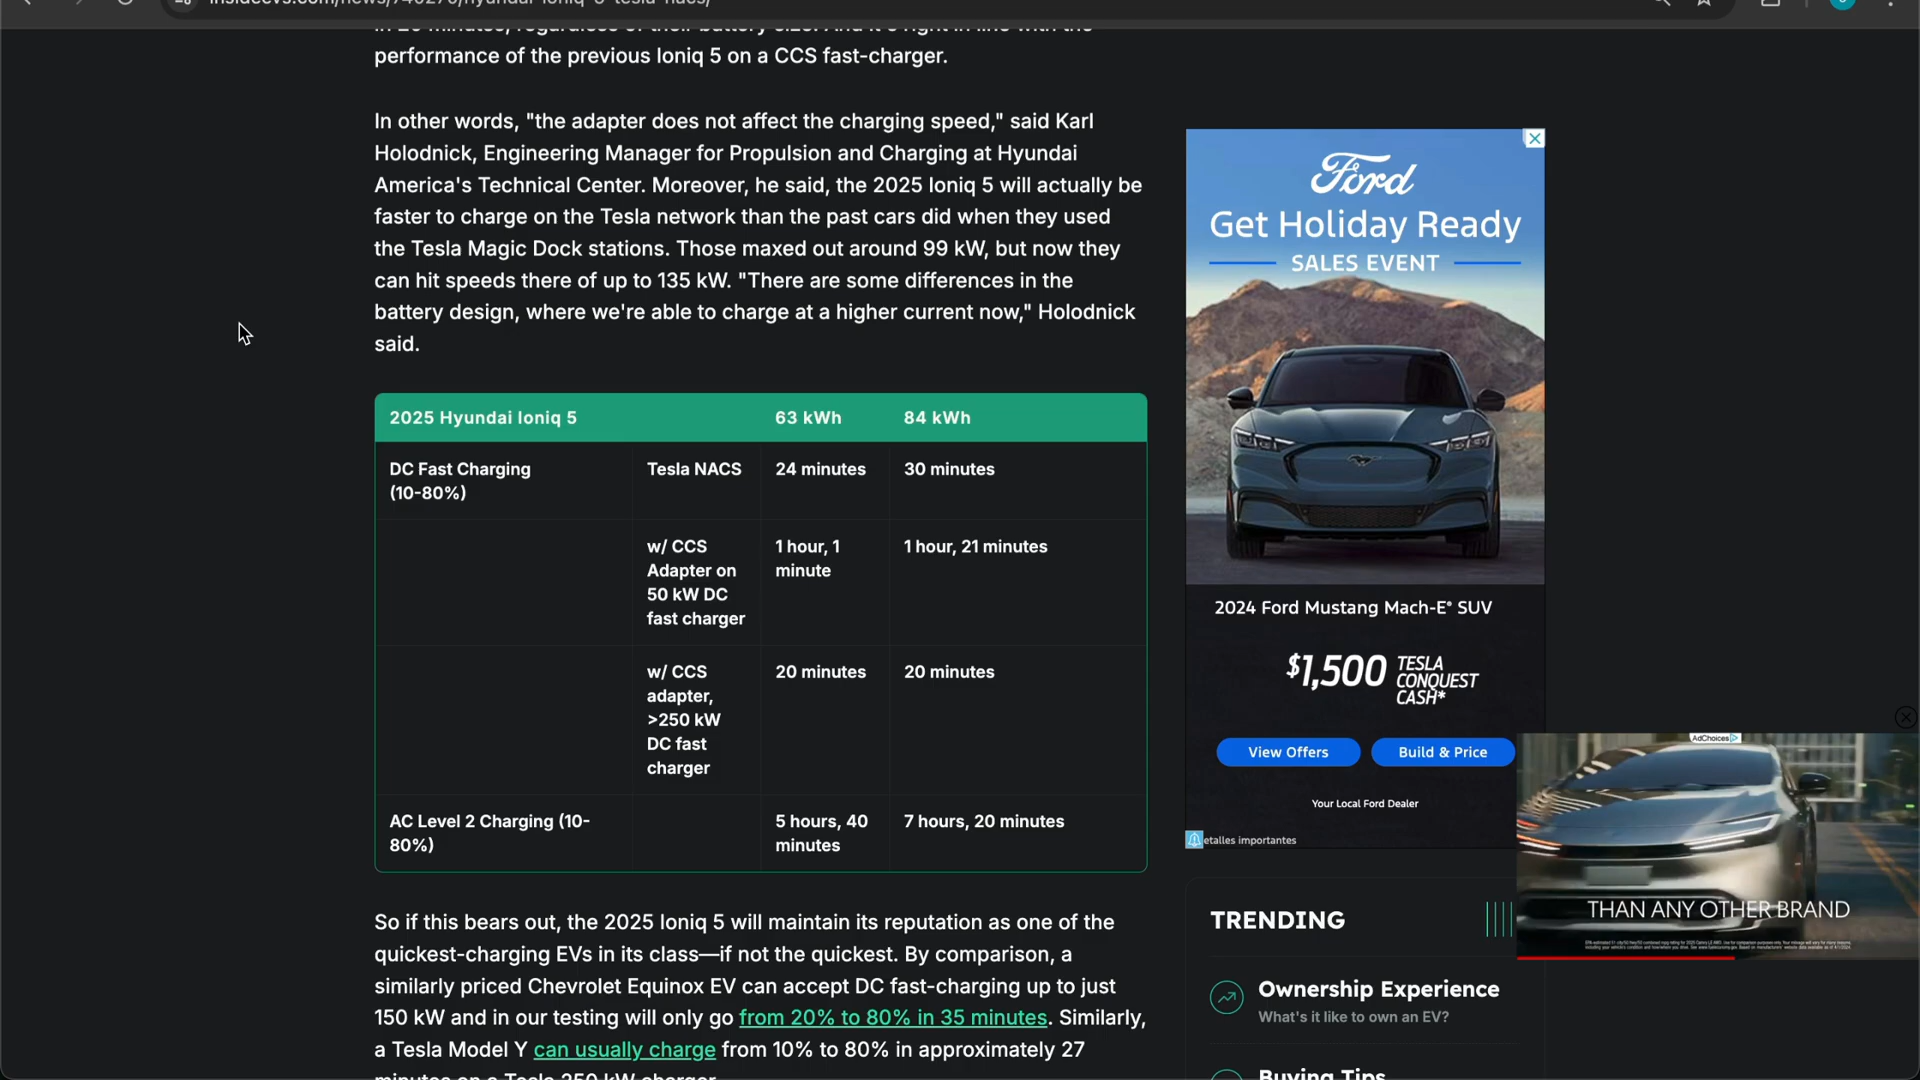 performance of the previous Ioniq 5 on a CCS fast-charger.
In other words, "the adapter does not affect the charging speed," said Karl
Holodnick, Engineering Manager for Propulsion and Charging at Hyundai
America's Technical Center. Moreover, he said, the 2025 Ioniq 5 will actually be
faster to charge on the Tesla network than the past cars did when they used
the Tesla Magic Dock stations. Those maxed out around 99 kW, but now they
can hit speeds there of up to 135 kW. "There are some differences in the
battery design, where we're able to charge at a higher current now," Holodnick
said.
2025 Hyundai Ioniq 5 63 kWh 84 kWh
DC Fast Charging
(10-80%)
Tesla NACS
24 minutes
30 minutes
w/ CCS
Adapter on
50 kW DC
fast charger
1 hour, 1
minute
1 hour, 21 minutes
w/ CCS
adapter,
>250 kW
DC fast
charger
20 minutes
20 minutes
AC Level 2 Charging (10-
80%)
5 hours, 40
minutes
7 hours, 20 minutes
So if this bears out, the 2025 Ioniq 5 will maintain its reputation as one of the
quickest-charging EVs in its class—if not the quickest. By comparison, a
similarly priced Chevrolet Equinox EV can accept DC fast-charging up to just
150 kW and in our testing will only go from 20% to 80% in 35 minutes. Similarly,
a Tesla Model Y can usually charge from 10% to 80% in approximately 27
Ford
Get Holiday Ready
SALES EVENT
2024 Ford Mustang Mach-E® SUV
$1,500 TESLA
CONQUEST
CASH*
View Offers
Build & Price
Your Local Ford Dealer
etalles importantes
AdChoices
THAN ANY OTHER BRAND
TRENDING
Ownership Experience
What's it like to own an EV?
Buying Tips